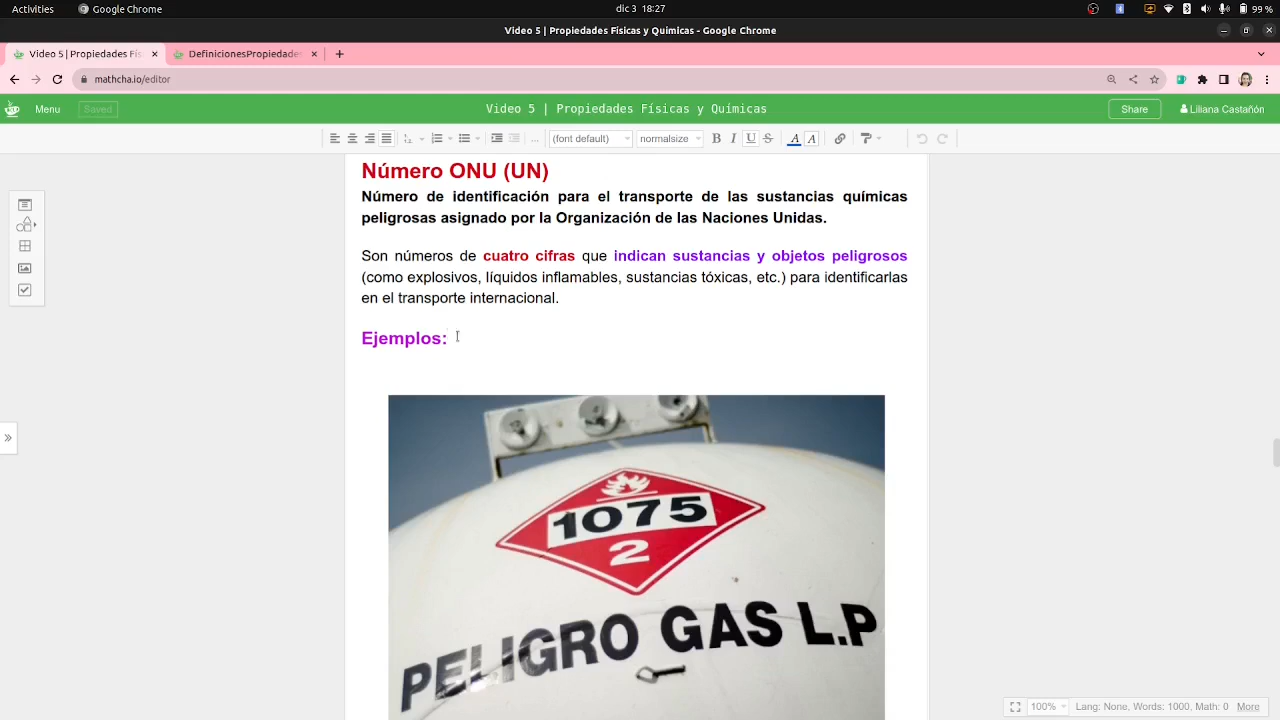 Activities
Google Chrome
dic 3 18:27
99 %
Video 5 | Propiedades Físicas y Químicas - Google Chrome
Video 5 | Propiedades Fís
DefinicionesPropiedade
mathcha.io/editor
Menu
Saved
Video 5 | Propiedades Físicas y Químicas
Share
Liliana Castañón
(font default)
normalsize
B I U S A A
Número ONU (UN)
Número de identificación para el transporte de las sustancias químicas
peligrosas asignado por la Organización de las Naciones Unidas.
Son números de cuatro cifras que indican sustancias y objetos peligrosos
(como explosivos, líquidos inflamables, sustancias tóxicas, etc.) para identificarlas
en el transporte internacional.
Ejemplos:
1075
2
PELIGRO GAS L.P
100%
Lang: None, Words: 1000, Math: 0 More